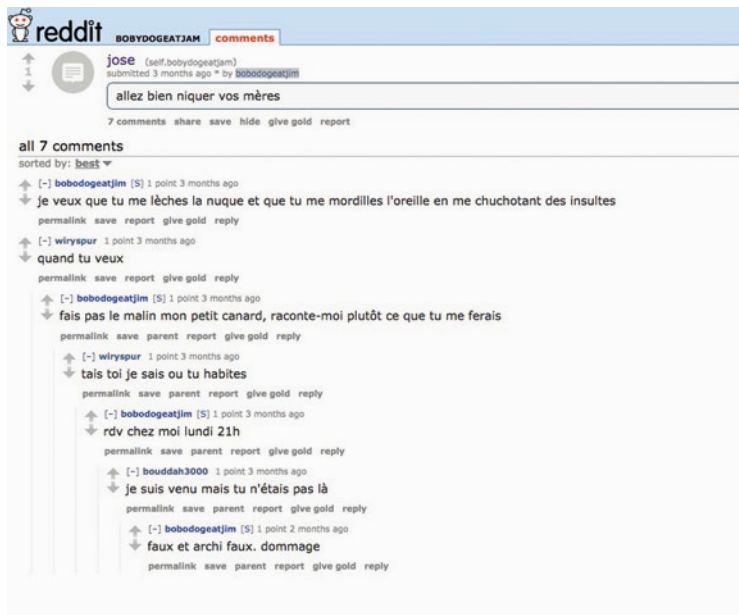 reddit BOBYDOGEATJAM comments
1
jose (self.bobydogeatjam)
submitted 3 months ago * by bobodogeatjim
allez bien niquer vos mères
7 comments share save hide give gold report
all 7 comments
sorted by: best
[-] bobodogeatjim [S] 1 point 3 months ago
je veux que tu me lèches la nuque et que tu me mordilles l'oreille en me chuchotant des insultes
permalink save report give gold reply
[-] wiryspur 1 point 3 months ago
quand tu veux
permalink save report give gold reply
[-] bobodogeatjim [S] 1 point 3 months ago
fais pas le malin mon petit canard, raconte-moi plutôt ce que tu me ferais
permalink save parent report give gold reply
[-] wiryspur 1 point 3 months ago
tais toi je sais ou tu habites
permalink save parent report give gold reply
[-] bobodogeatjim [S] 1 point 3 months ago
rdv chez moi lundi 21h
permalink save parent report give gold reply
[-] bouddah3000 1 point 3 months ago
je suis venu mais tu n'étais pas là
permalink save parent report give gold reply
[-] bobodogeatjim [S] 1 point 2 months ago
faux et archi faux. dommage
permalink save parent report give gold reply